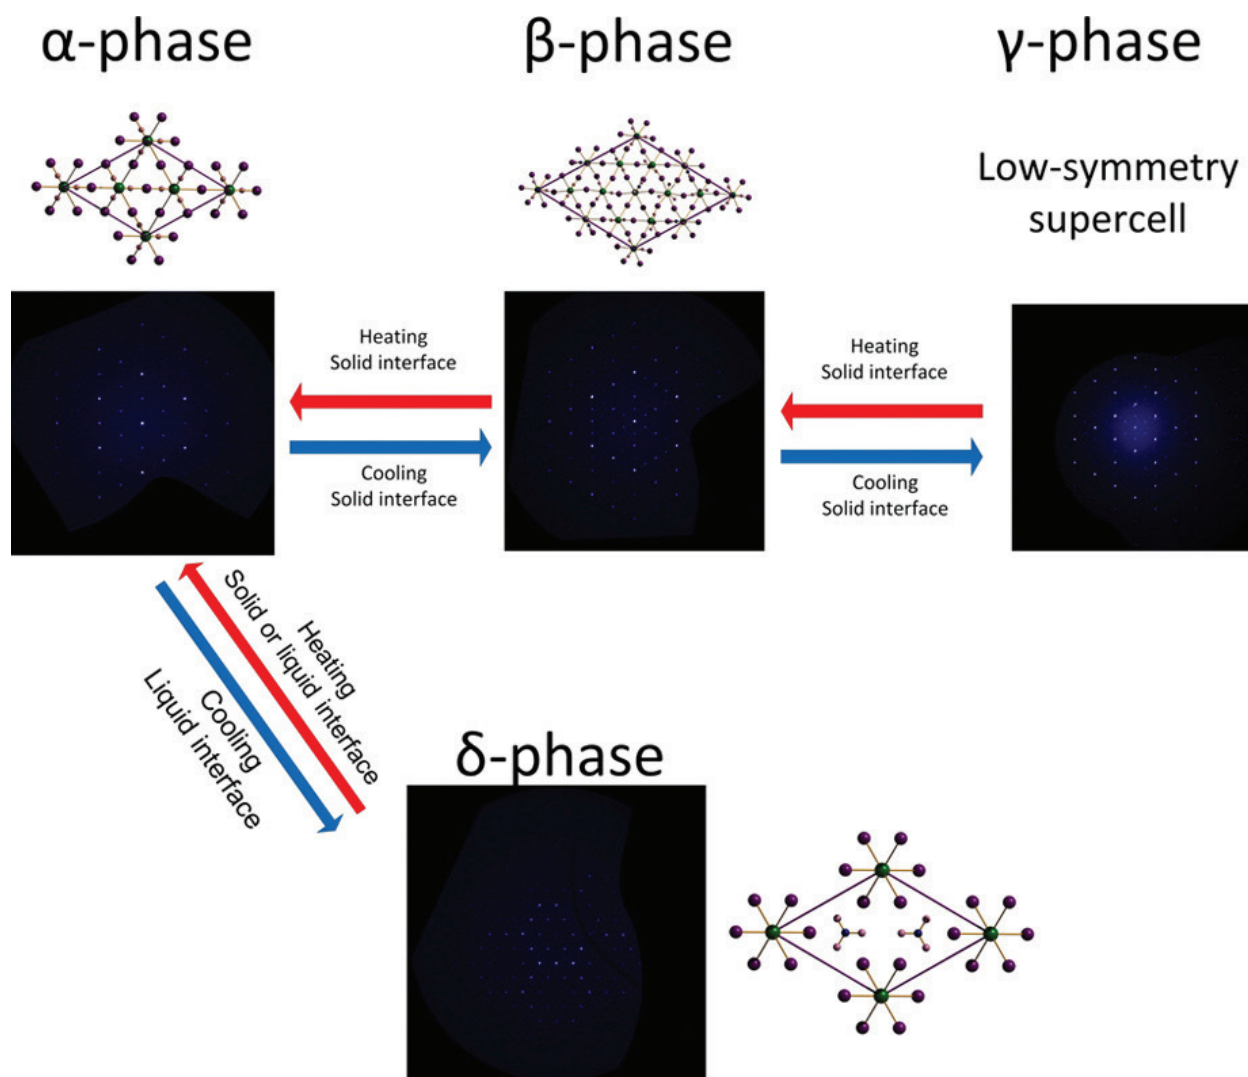 α-phase
β-phase
γ-phase
Low-symmetry
supercell
Heating
Solid interface
Cooling
Solid interface
Heating
Solid interface
Cooling
Solid interface
Heating
Solid or liquid interface
Cooling
Liquid interface
δ-phase